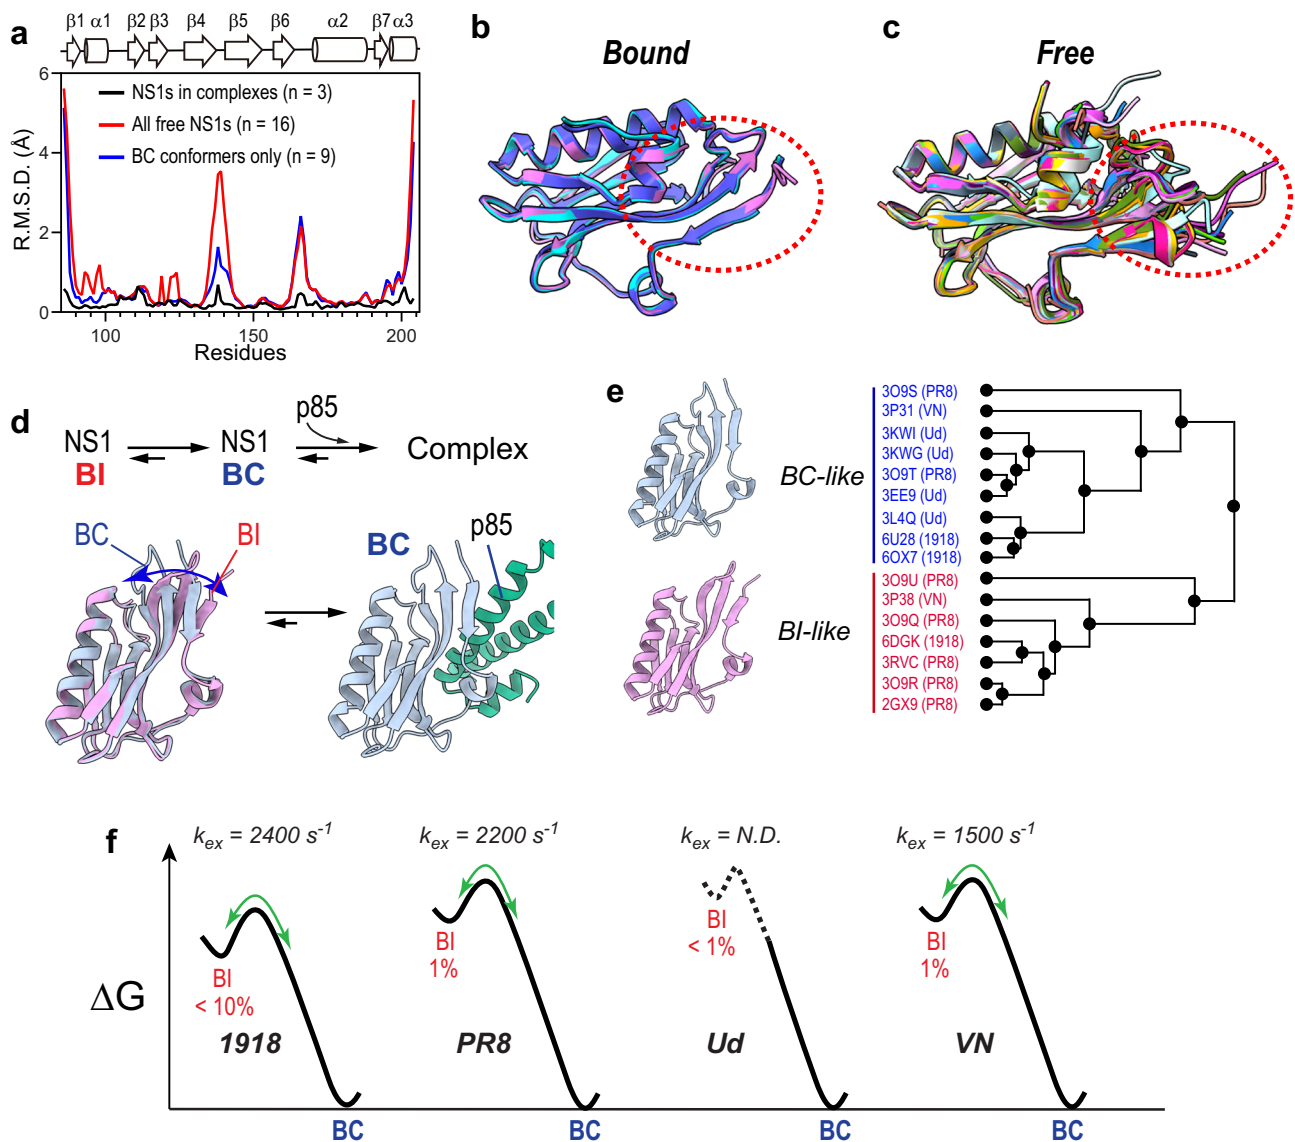 a
β1 α1 β2 β3 β4 β5 β6 α2 β7 α3
6
4
2
0
R.M.S.D. (Å)
NS1s in complexes (n = 3)
All free NS1s (n = 16)
BC conformers only (n = 9)
100 150 200
Residues
b
Bound
c
Free
d
NS1
BI
NS1
BC
p85
Complex
BC
BI
BC
p85
e
BC-like
BI-like
3O9S (PR8)
3P31 (VN)
3KWI (Ud)
3KWG (Ud)
3O9T (PR8)
3EE9 (Ud)
3L4Q (Ud)
6U28 (1918)
6OX7 (1918)
3O9U (PR8)
3P38 (VN)
3O9Q (PR8)
6DGK (1918)
3RVC (PR8)
3O9R (PR8)
2GX9 (PR8)
f
kex = 2400 s-1
kex = 2200 s-1
kex = N.D.
kex = 1500 s-1
ΔG
BI
< 10%
BI
1%
BI
< 1%
BI
1%
1918
PR8
Ud
VN
BC
BC
BC
BC